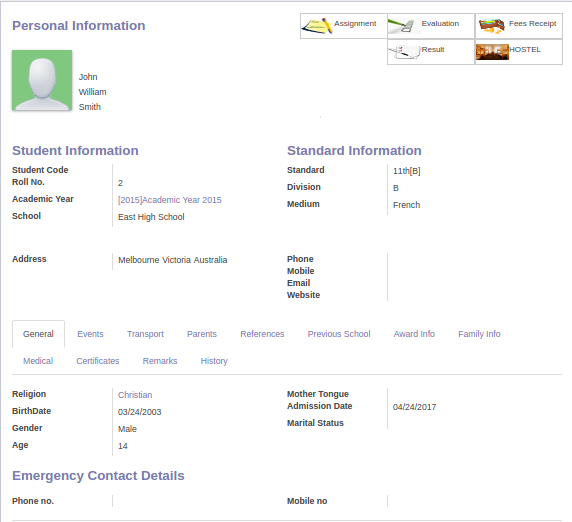 Personal Information
Assignment
Evaluation
Fees Receipt
Result
HOSTEL
John
William
Smith
Student Information
Student Code
Roll No. 2
Academic Year [2015]Academic Year 2015
School East High School
Standard Information
Standard 11th[B]
Division B
Medium French
Address Melbourne Victoria Australia
Phone
Mobile
Email
Website
General Events Transport Parents References Previous School Award Info Family Info
Medical Certificates Remarks History
Religion Christian
BirthDate 03/24/2003
Gender Male
Age 14
Mother Tongue
Admission Date 04/24/2017
Marital Status
Emergency Contact Details
Phone no. Mobile no